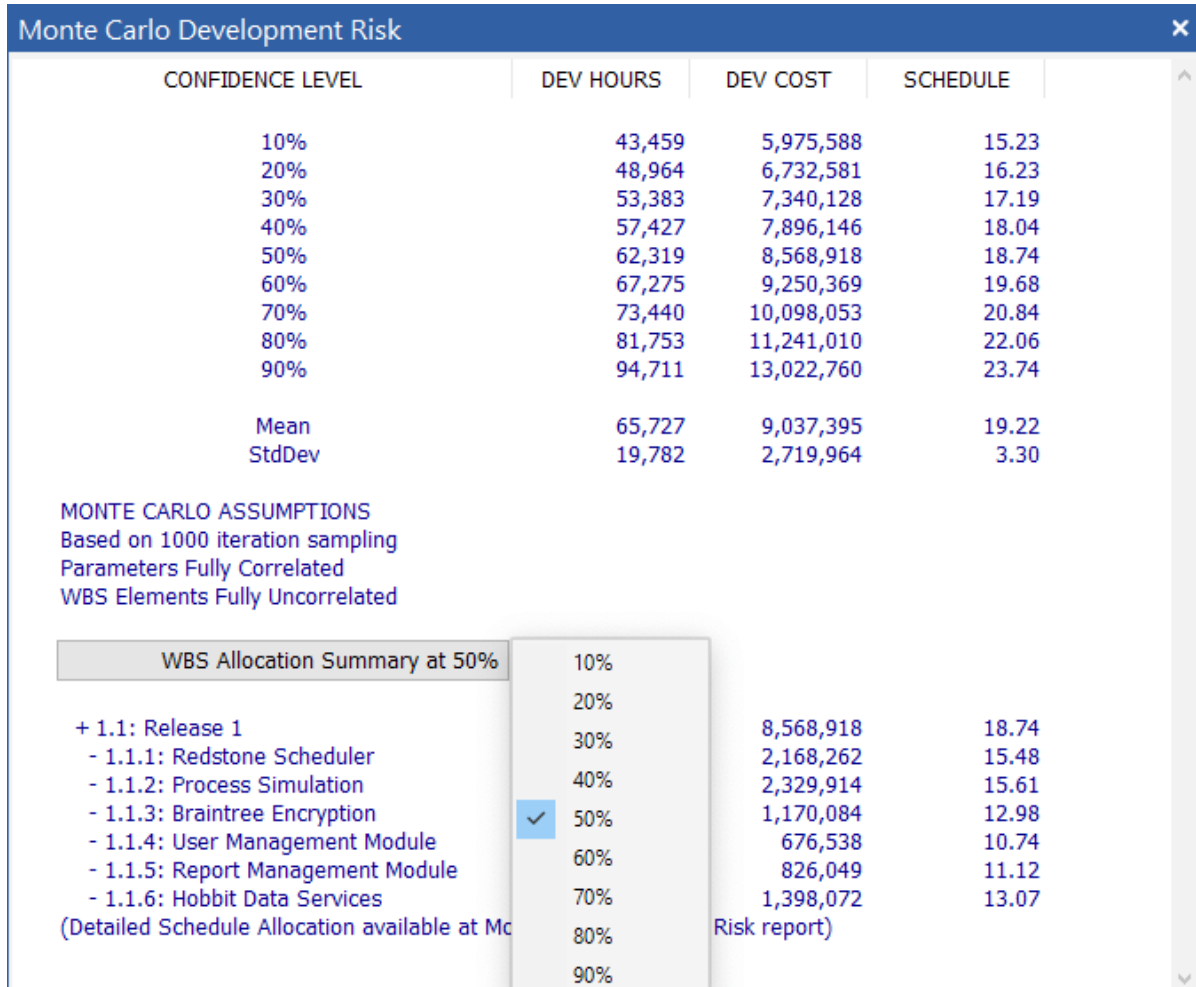 Monte Carlo Development Risk
CONFIDENCE LEVEL DEV HOURS DEV COST SCHEDULE
10% 43,459 5,975,588 15.23
20% 48,964 6,732,581 16.23
30% 53,383 7,340,128 17.19
40% 57,427 7,896,146 18.04
50% 62,319 8,568,918 18.74
60% 67,275 9,250,369 19.68
70% 73,440 10,098,053 20.84
80% 81,753 11,241,010 22.06
90% 94,711 13,022,760 23.74
Mean 65,727 9,037,395 19.22
StdDev 19,782 2,719,964 3.30
MONTE CARLO ASSUMPTIONS
Based on 1000 iteration sampling
Parameters Fully Correlated
WBS Elements Fully Uncorrelated
WBS Allocation Summary at 50%
10%
20%
30%
40%
50%
60%
70%
80%
90%
+ 1.1: Release 1 8,568,918 18.74
- 1.1.1: Redstone Scheduler 2,168,262 15.48
- 1.1.2: Process Simulation 2,329,914 15.61
- 1.1.3: Braintree Encryption 1,170,084 12.98
- 1.1.4: User Management Module 676,538 10.74
- 1.1.5: Report Management Module 826,049 11.12
- 1.1.6: Hobbit Data Services 1,398,072 13.07
(Detailed Schedule Allocation available at Mo Risk report)